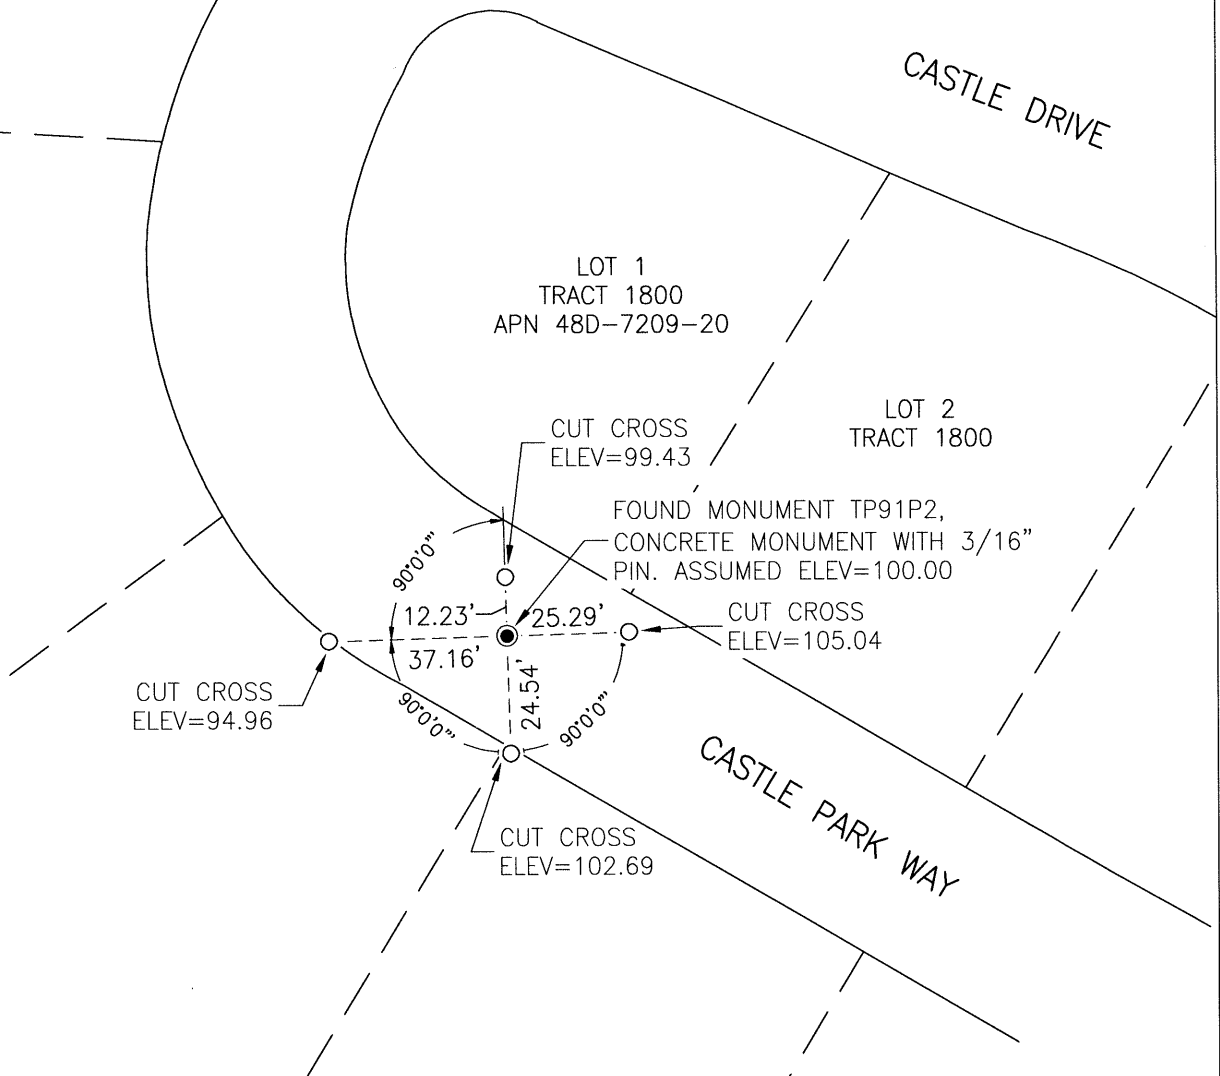 CASTLE DRIVE
LOT 1
TRACT 1800
APN 48D-7209-20
LOT 2
TRACT 1800
CUT CROSS
ELEV=99.43
FOUND MONUMENT TP91P2,
CONCRETE MONUMENT WITH 3/16"
PIN. ASSUMED ELEV=100.00
90°0'0"
12.23'
25.29'
CUT CROSS
ELEV=105.04
37.16'
24.54'
CUT CROSS
ELEV=94.96
90°0'0"
90°0'0"
CASTLE PARK WAY
CUT CROSS
ELEV=102.69